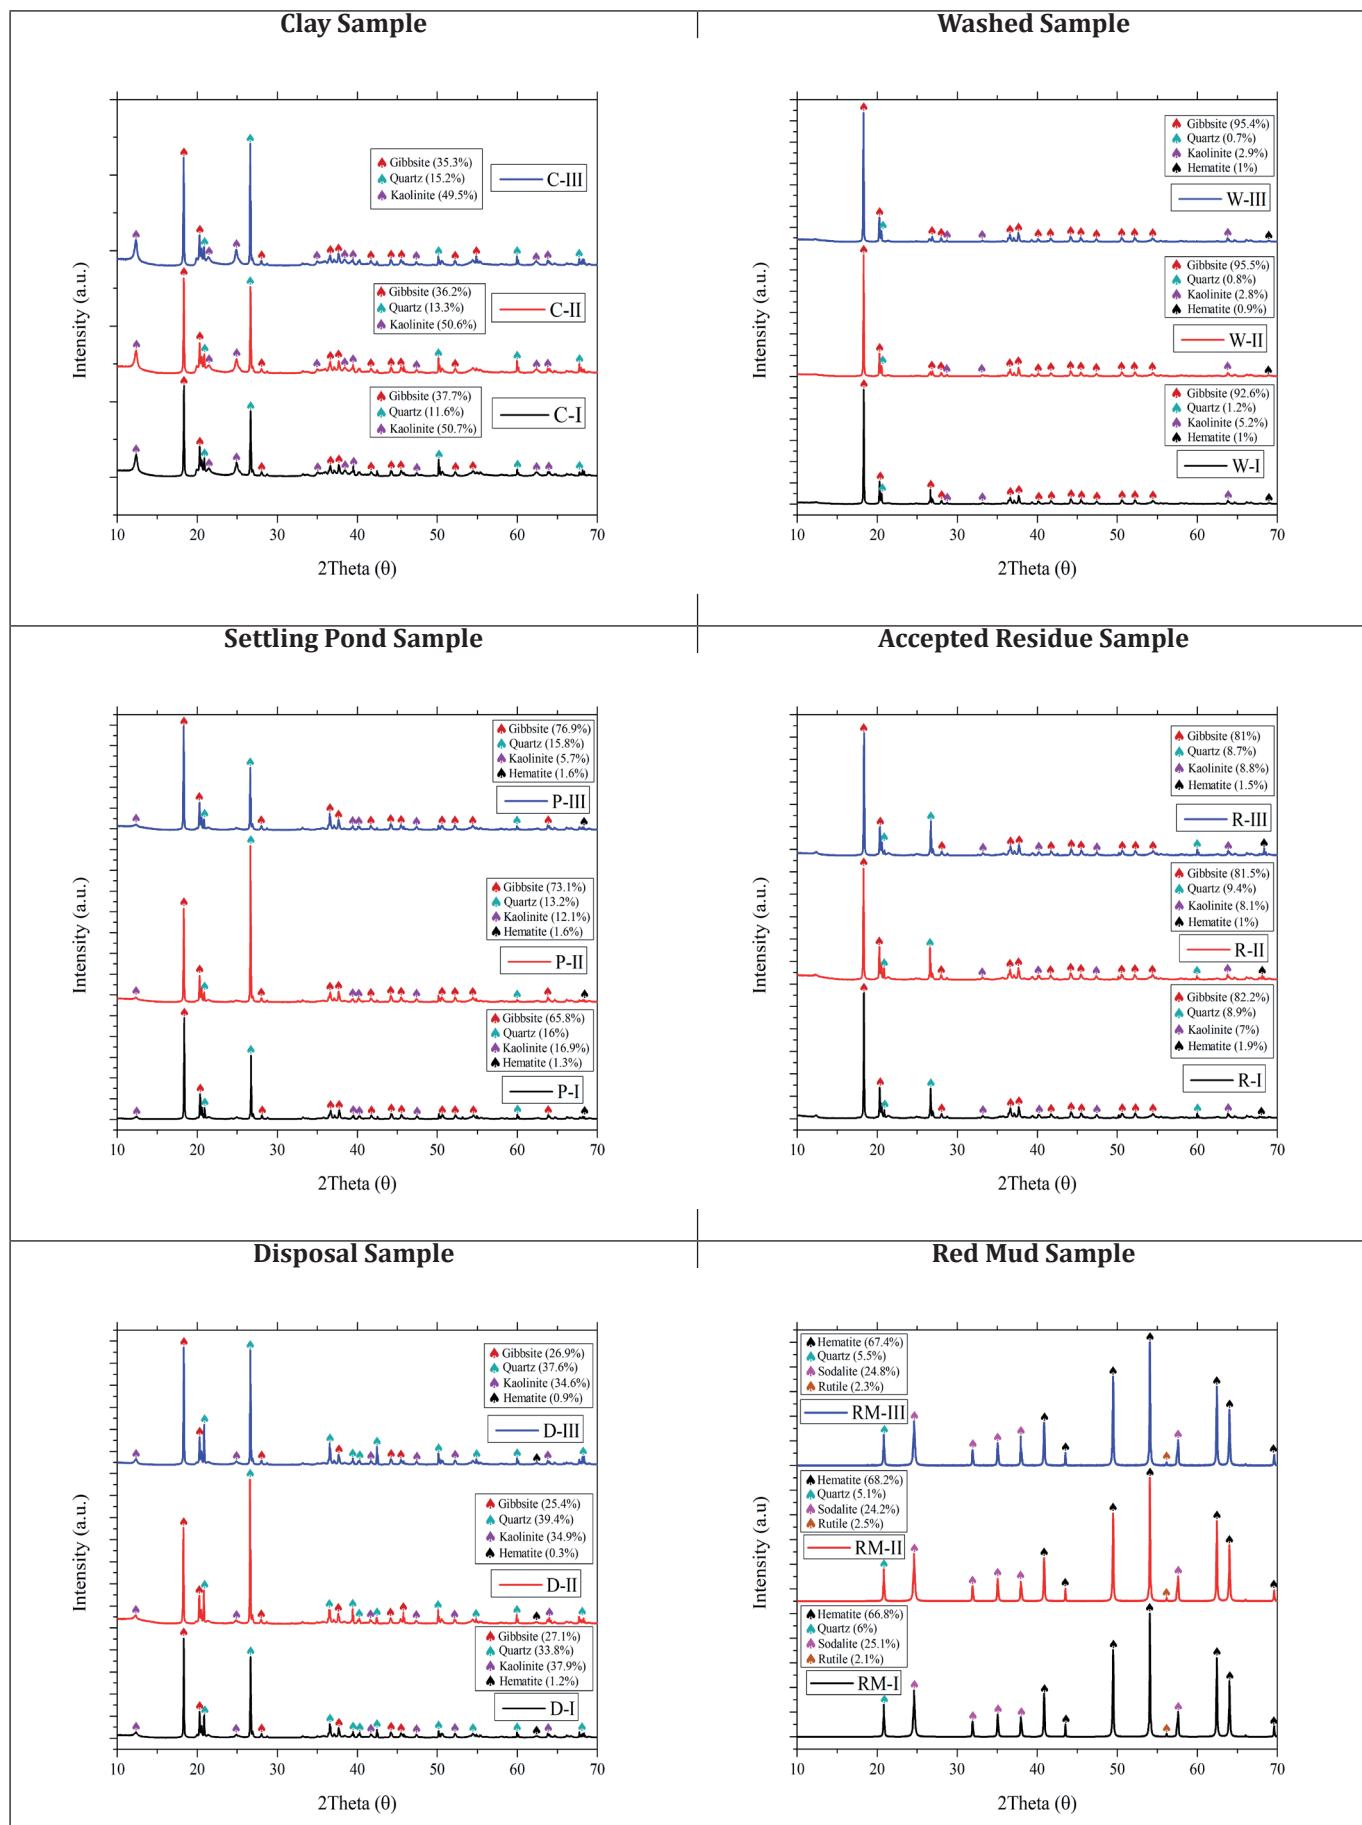 Clay Sample
Washed Sample
Gibbsite (35.3%)
Quartz (15.2%)
Kaolinite (49.5%)
C-III
Gibbsite (36.2%)
Quartz (13.3%)
Kaolinite (50.6%)
C-II
Gibbsite (37.7%)
Quartz (11.6%)
Kaolinite (50.7%)
C-I
Intensity (a.u.)
10 20 30 40 50 60 70
2Theta (θ)
Gibbsite (95.4%)
Quartz (0.7%)
Kaolinite (2.9%)
Hematite (1%)
W-III
Gibbsite (95.5%)
Quartz (0.8%)
Kaolinite (2.8%)
Hematite (0.9%)
W-II
Gibbsite (92.6%)
Quartz (1.2%)
Kaolinite (5.2%)
Hematite (1%)
W-I
Intensity (a.u.)
10 20 30 40 50 60 70
2Theta (θ)
Settling Pond Sample
Accepted Residue Sample
Gibbsite (76.9%)
Quartz (15.8%)
Kaolinite (5.7%)
Hematite (1.6%)
P-III
Gibbsite (73.1%)
Quartz (13.2%)
Kaolinite (12.1%)
Hematite (1.6%)
P-II
Gibbsite (65.8%)
Quartz (16%)
Kaolinite (16.9%)
Hematite (1.3%)
P-I
Intensity (a.u.)
10 20 30 40 50 60 70
2Theta (θ)
Gibbsite (81%)
Quartz (8.7%)
Kaolinite (8.8%)
Hematite (1.5%)
R-III
Gibbsite (81.5%)
Quartz (9.4%)
Kaolinite (8.1%)
Hematite (1%)
R-II
Gibbsite (82.2%)
Quartz (8.9%)
Kaolinite (7%)
Hematite (1.9%)
R-I
Intensity (a.u.)
10 20 30 40 50 60 70
2Theta (θ)
Disposal Sample
Red Mud Sample
Gibbsite (26.9%)
Quartz (37.6%)
Kaolinite (34.6%)
Hematite (0.9%)
D-III
Gibbsite (25.4%)
Quartz (39.4%)
Kaolinite (34.9%)
Hematite (0.3%)
D-II
Gibbsite (27.1%)
Quartz (33.8%)
Kaolinite (37.9%)
Hematite (1.2%)
D-I
Intensity (a.u.)
10 20 30 40 50 60 70
2Theta (θ)
Hematite (67.4%)
Quartz (5.5%)
Sodalite (24.8%)
Rutile (2.3%)
RM-III
Hematite (68.2%)
Quartz (5.1%)
Sodalite (24.2%)
Rutile (2.5%)
RM-II
Hematite (66.8%)
Quartz (6%)
Sodalite (25.1%)
Rutile (2.1%)
RM-I
Intensity (a.u)
10 20 30 40 50 60 70
2Theta (θ)